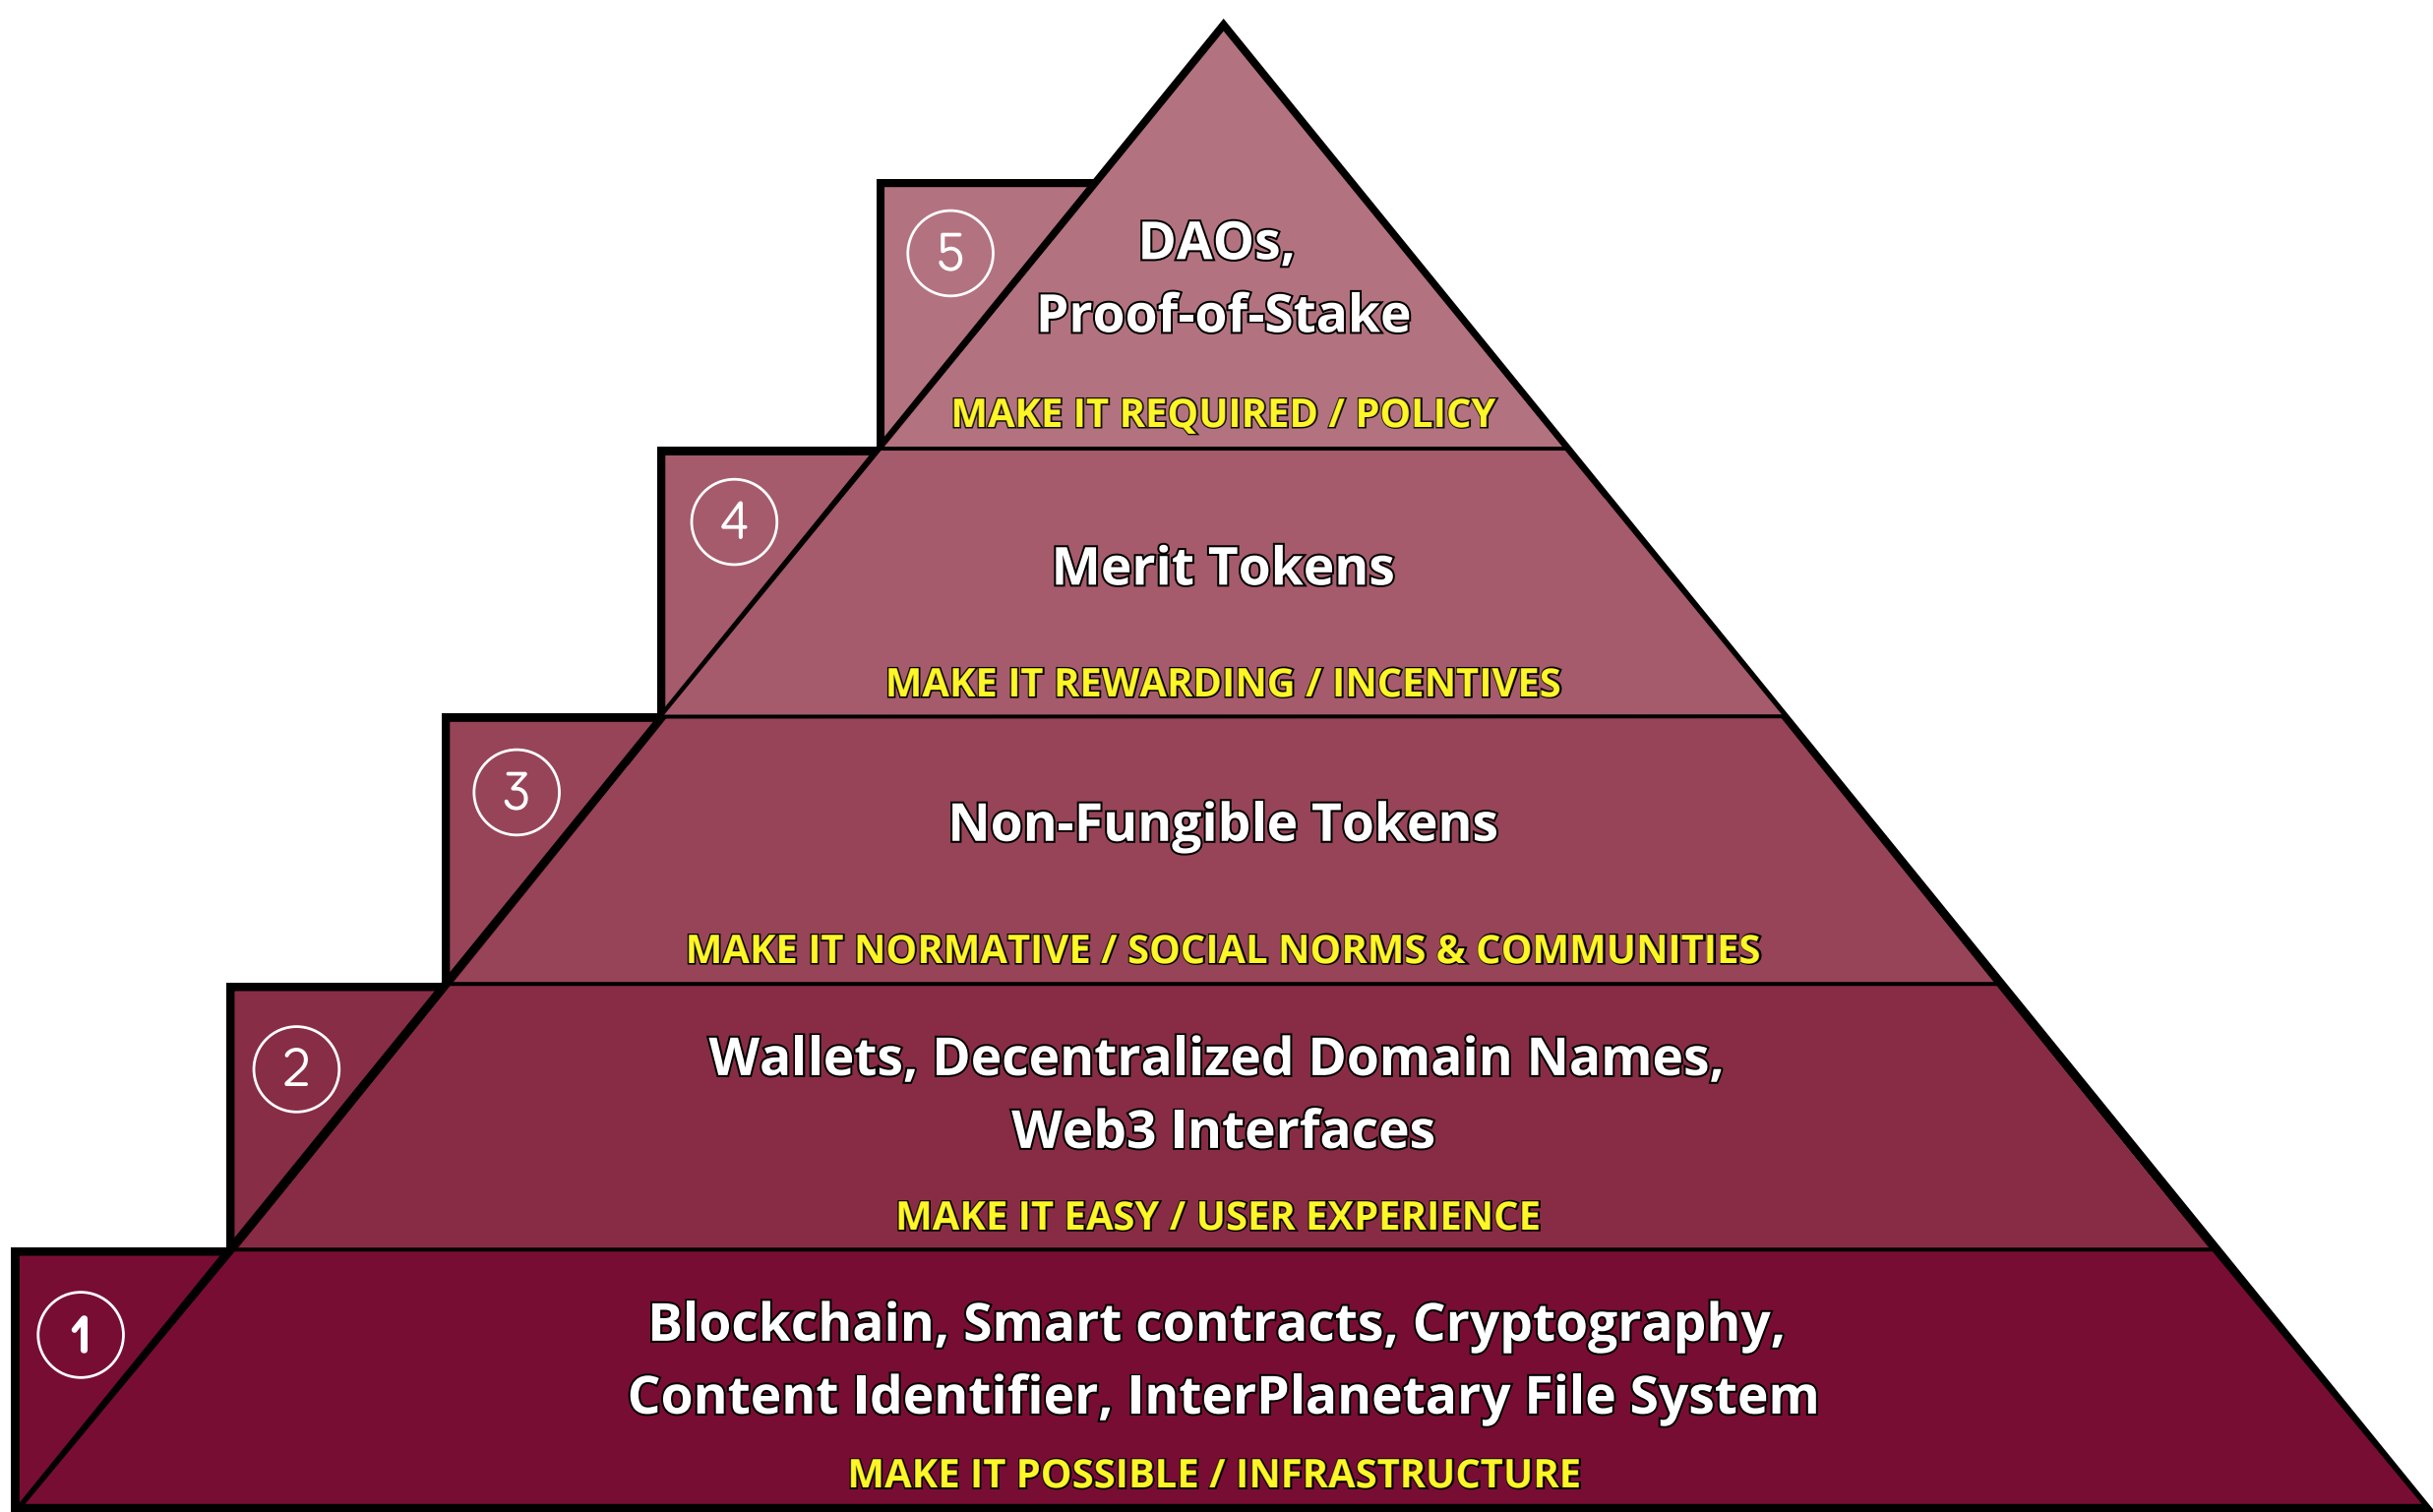 5
DAOs,
Proof-of-Stake
MAKE IT REQUIRED / POLICY
4
Merit Tokens
MAKE IT REWARDING / INCENTIVES
3
Non-Fungible Tokens
MAKE IT NORMATIVE / SOCIAL NORMS & COMMUNITIES
2
Wallets, Decentralized Domain Names,
Web3 Interfaces
MAKE IT EASY / USER EXPERIENCE
1
Blockchain, Smart contracts, Cryptography,
Content Identifier, InterPlanetary File System
MAKE IT POSSIBLE / INFRASTRUCTURE